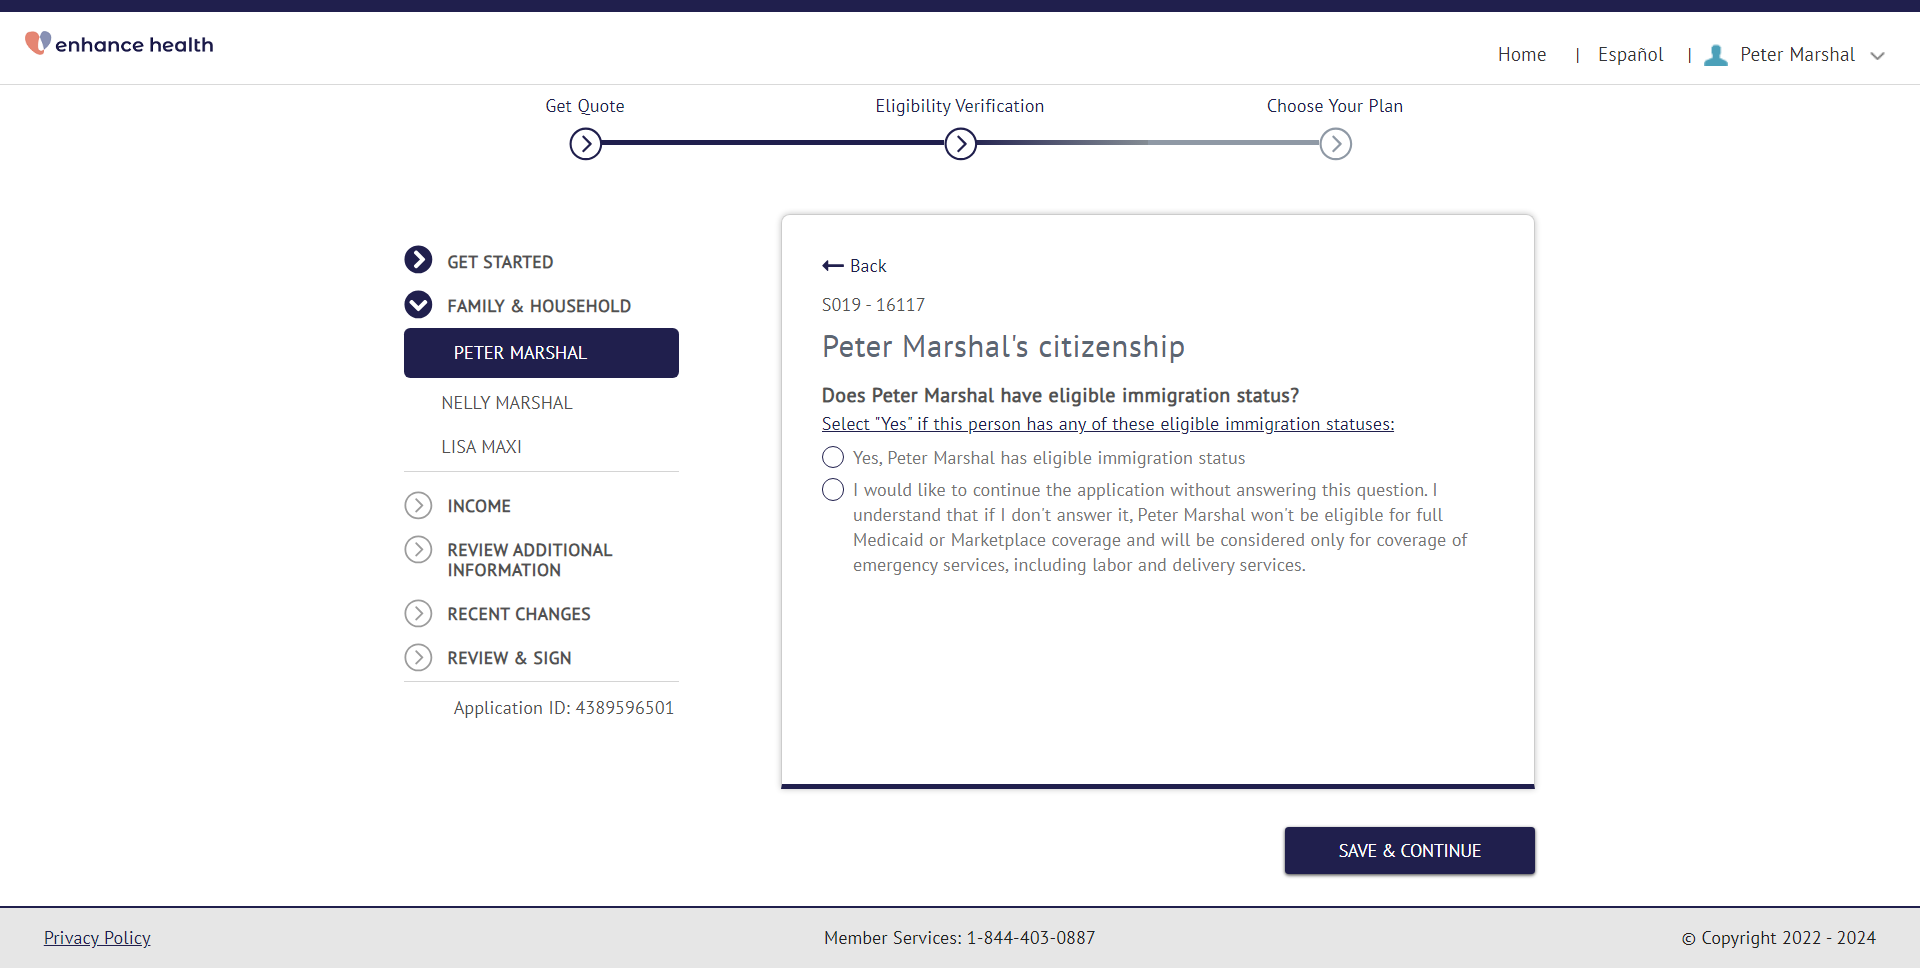 enhance health
Home | Español | Peter Marshal
Get Quote
Eligibility Verification
Choose Your Plan
GET STARTED
FAMILY & HOUSEHOLD
PETER MARSHAL
NELLY MARSHAL
LISA MAXI
INCOME
REVIEW ADDITIONAL
INFORMATION
RECENT CHANGES
REVIEW & SIGN
Application ID: 4389596501
Back
S019 - 16117
Peter Marshal's citizenship
Does Peter Marshal have eligible immigration status?
Select "Yes" if this person has any of these eligible immigration statuses:
Yes, Peter Marshal has eligible immigration status
I would like to continue the application without answering this question. I
understand that if I don't answer it, Peter Marshal won't be eligible for full
Medicaid or Marketplace coverage and will be considered only for coverage of
emergency services, including labor and delivery services.
SAVE & CONTINUE
Privacy Policy
Member Services: 1-844-403-0887
© Copyright 2022 - 2024